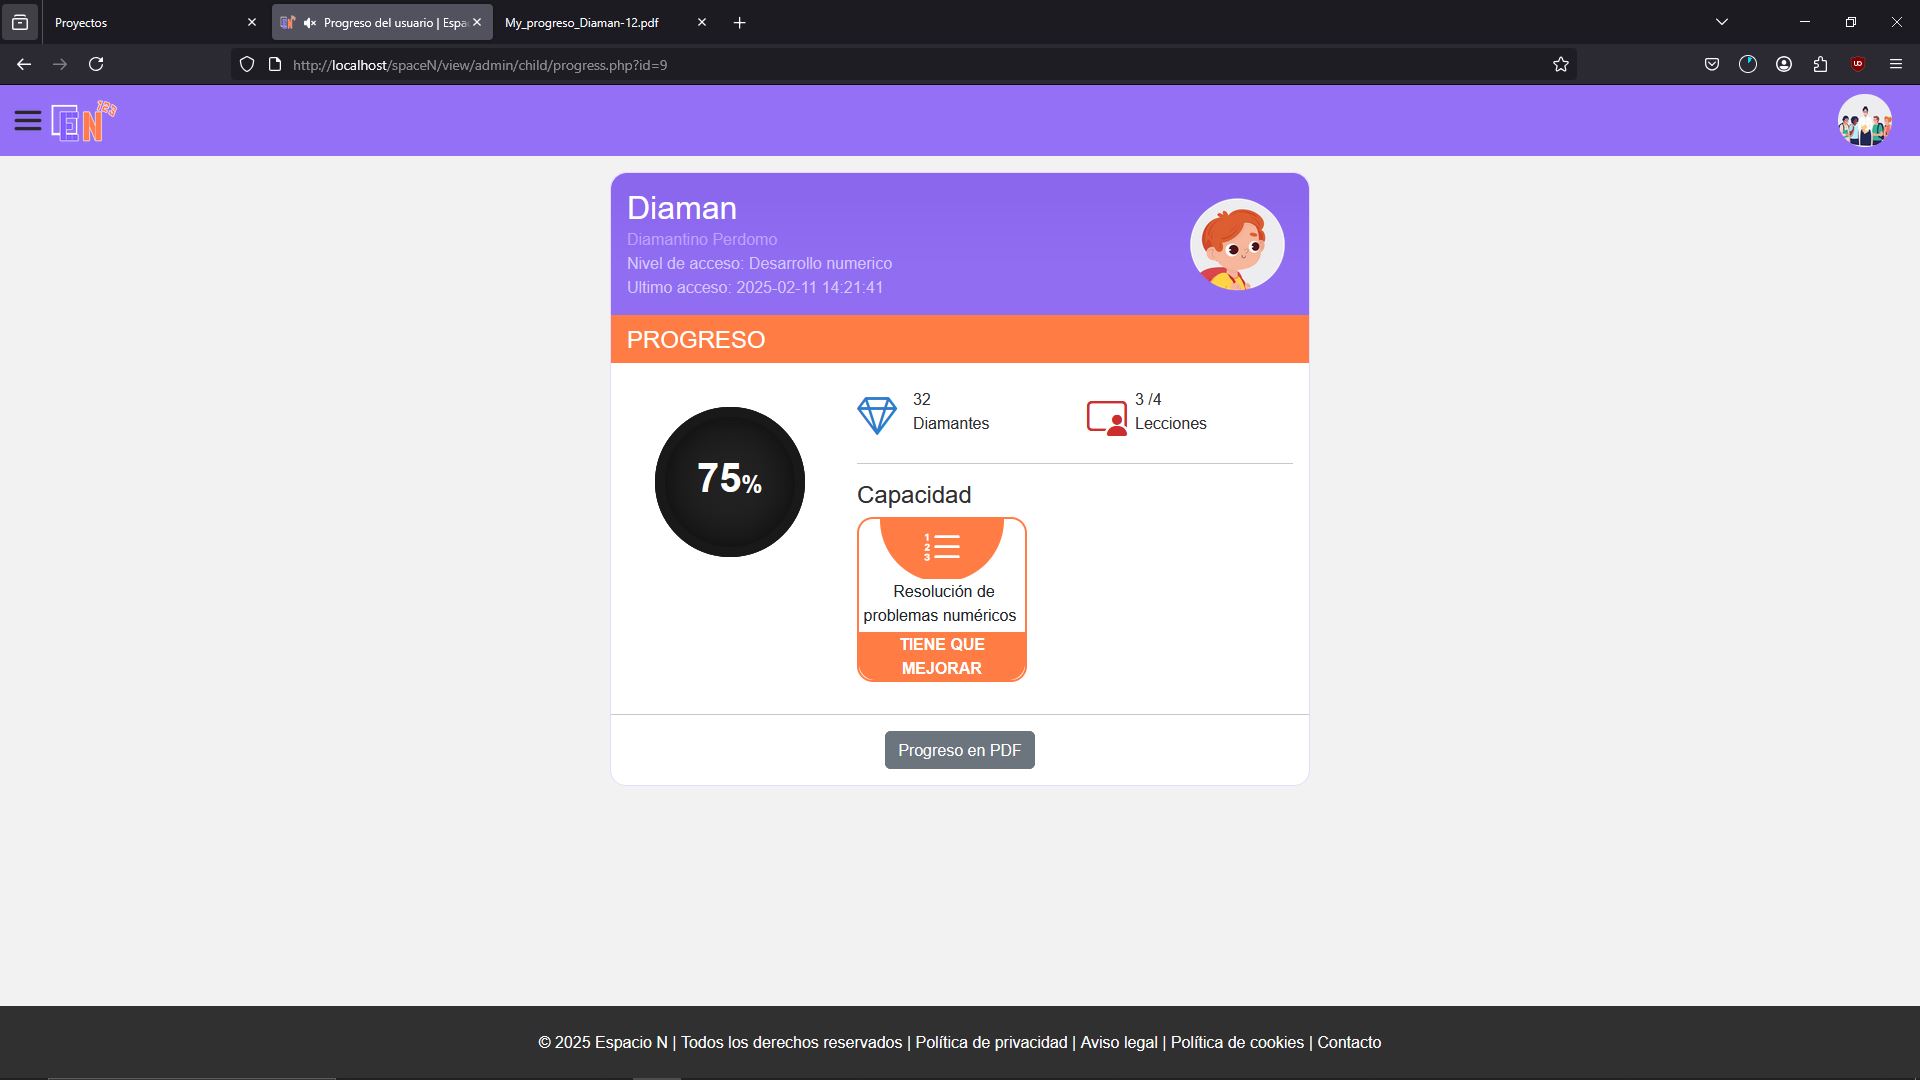 Proyectos
Progreso del usuario | Espa
My_progreso_Diaman-12.pdf
http://localhost/spaceN/view/admin/child/progress.php?id=9
EN 123
Diaman
Diamantino Perdomo
Nivel de acceso: Desarrollo numerico
Ultimo acceso: 2025-02-11 14:21:41
PROGRESO
75%
32
Diamantes
3 /4
Lecciones
Capacidad
1
2
3
Resolución de
problemas numéricos
TIENE QUE
MEJORAR
Progreso en PDF
© 2025 Espacio N | Todos los derechos reservados | Política de privacidad | Aviso legal | Política de cookies | Contacto